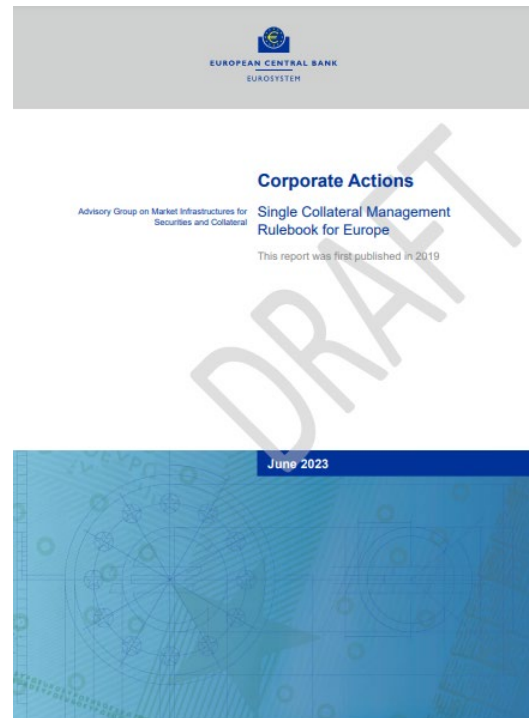 EUROPEAN CENTRAL BANK
EUROSYSTEM
Corporate Actions
Advisory Group on Market Infrastructures for
Securities and Collateral
Single Collateral Management
Rulebook for Europe
This report was first published in 2019
DRAFT
June 2023